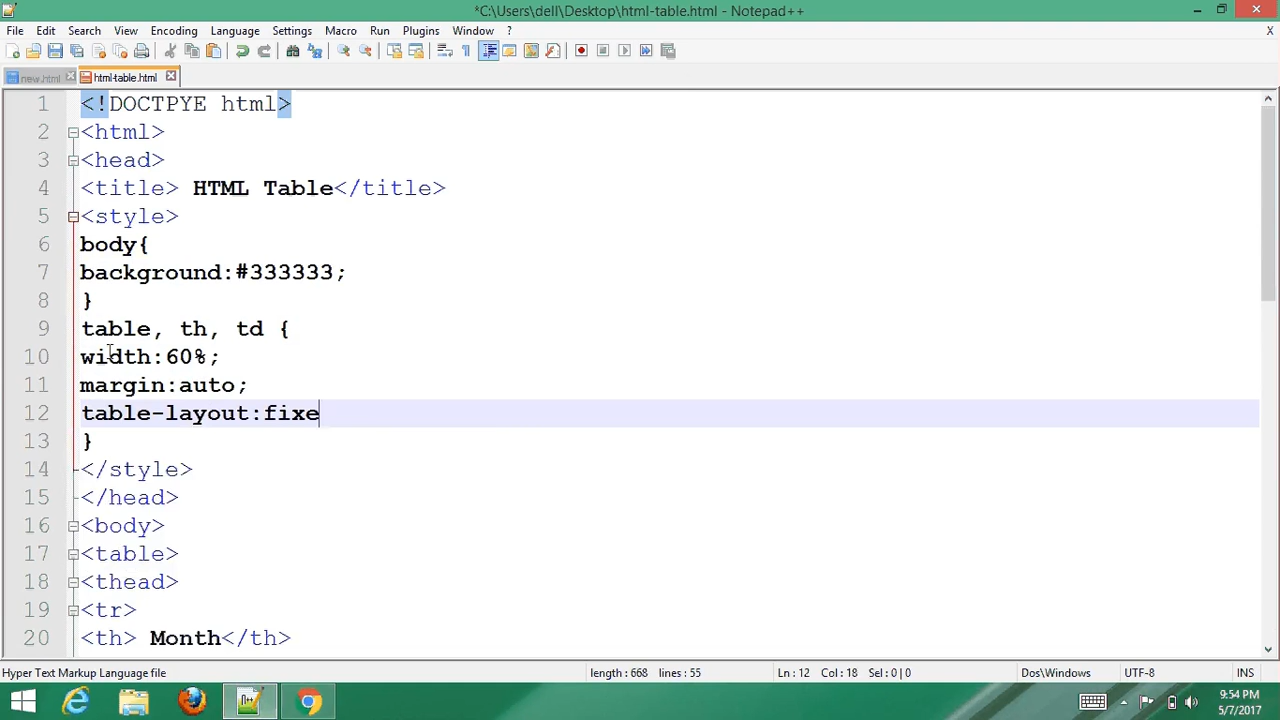 *C:\Users\dell\Desktop\html-table.html - Notepad++
File Edit Search View Encoding Language Settings Macro Run Plugins Window ? X
new.html html-table.html
1 <!DOCTPYE html>
2 <html>
3 <head>
4 <title> HTML Table</title>
5 <style>
6 body{
7 background:#333333;
8 }
9 table, th, td {
10 width:60%;
11 margin:auto;
12 table-layout:fixe
13 }
14 </style>
15 </head>
16 <body>
17 <table>
18 <thead>
19 <tr>
20 <th> Month</th>
Hyper Text Markup Language file length : 668 lines : 55 Ln : 12 Col : 18 Sel : 0 | 0 Dos\Windows UTF-8 INS
9:54 PM
5/7/2017